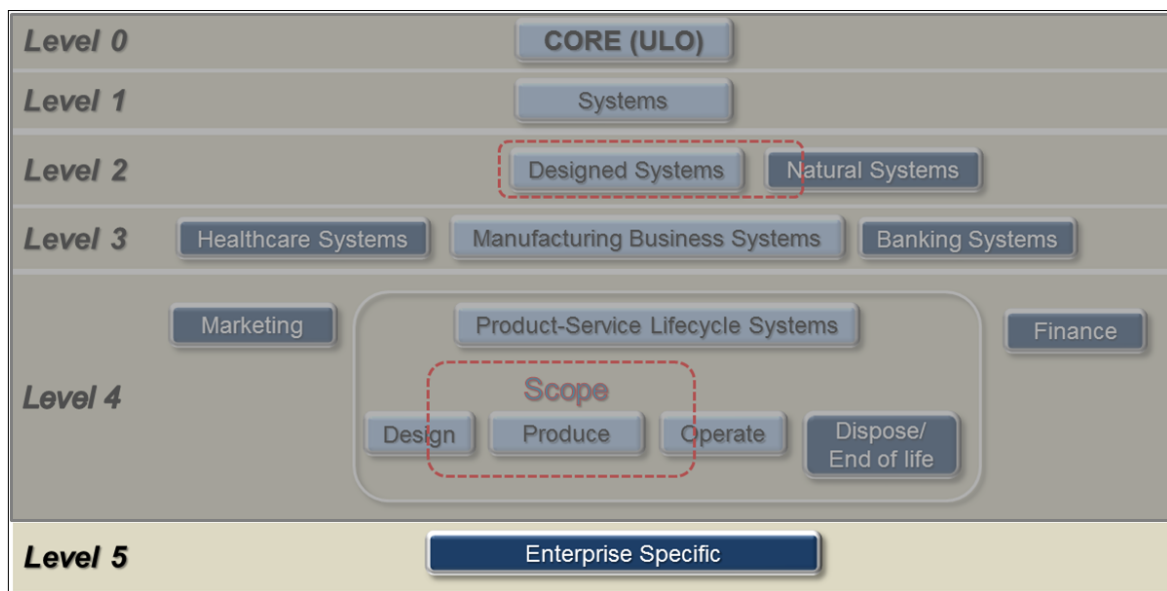 Level 0
CORE (ULO)
Level 1
Systems
Level 2
Designed Systems
Natural Systems
Level 3
Healthcare Systems
Manufacturing Business Systems
Banking Systems
Level 4
Marketing
Product-Service Lifecycle Systems
Finance
Scope
Design
Produce
Operate
Dispose/
End of life
Level 5
Enterprise Specific